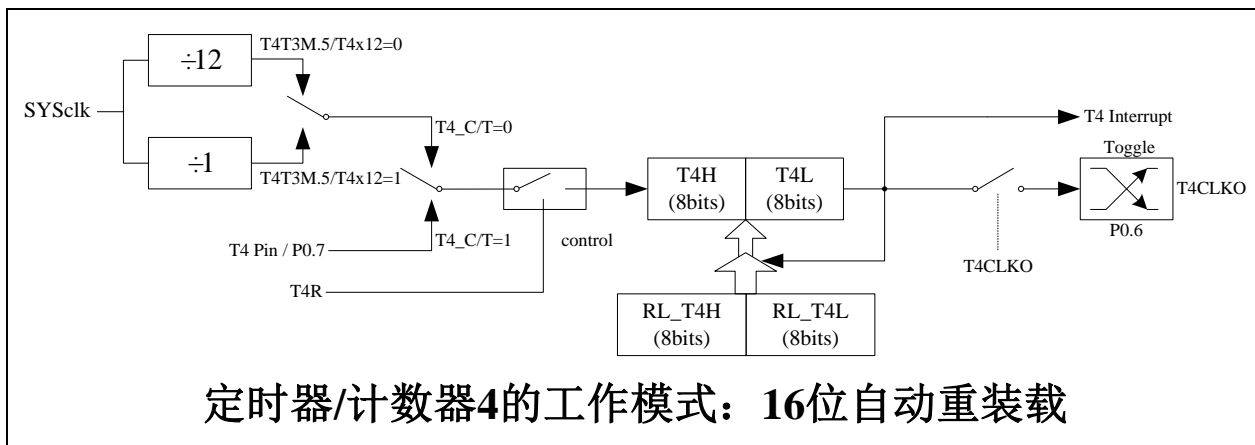 T4T3M.5/T4x12=0
÷12
SYSclk
T4_C/T=0
÷1
T4T3M.5/T4x12=1
T4 Interrupt
Toggle
T4H
(8bits)
T4L
(8bits)
T4CLKO
P0.6
T4_C/T=1
control
T4 Pin / P0.7
T4CLKO
T4R
RL_T4H
(8bits)
RL_T4L
(8bits)
定时器/计数器4的工作模式：16位自动重装载